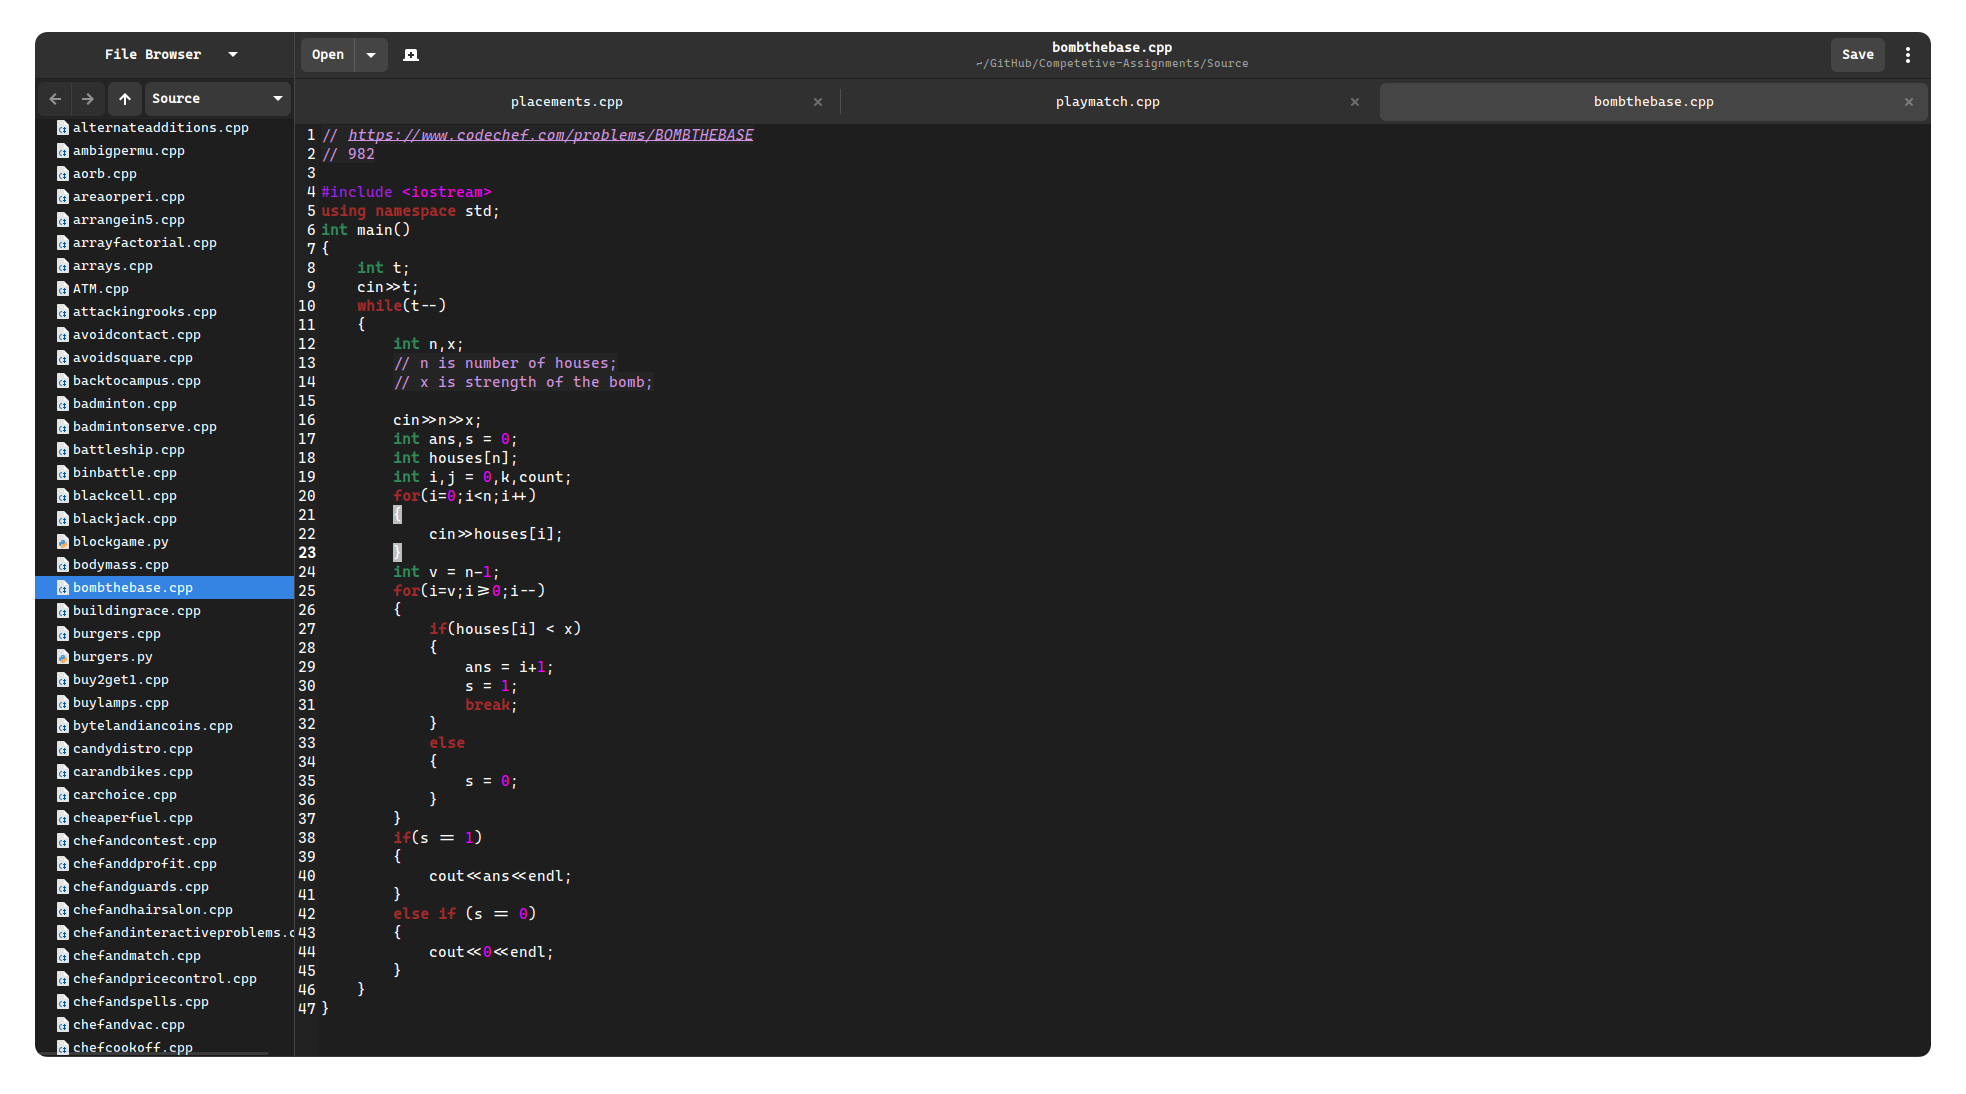 File Browser
Open
bombthebase.cpp
~/GitHub/Competetive-Assignments/Source
Save
Source
placements.cpp
playmatch.cpp
bombthebase.cpp
alternateadditions.cpp
ambigpermu.cpp
aorb.cpp
areaorperi.cpp
arrangein5.cpp
arrayfactorial.cpp
arrays.cpp
ATM.cpp
attackingrooks.cpp
avoidcontact.cpp
avoidsquare.cpp
backtocampus.cpp
badminton.cpp
badmintonserve.cpp
battleship.cpp
binbattle.cpp
blackcell.cpp
blackjack.cpp
blockgame.py
bodymass.cpp
bombthebase.cpp
buildingrace.cpp
burgers.cpp
burgers.py
buy2get1.cpp
buylamps.cpp
bytelandiancoins.cpp
candydistro.cpp
carandbikes.cpp
carchoice.cpp
cheaperfuel.cpp
chefandcontest.cpp
chefanddprofit.cpp
chefandguards.cpp
chefandhairsalon.cpp
chefandinteractiveproblems.c
chefandmatch.cpp
chefandpricecontrol.cpp
chefandspells.cpp
chefandvac.cpp
chefcookoff.cpp
1 // https://www.codechef.com/problems/BOMBTHEBASE
2 // 982
3
4 #include <iostream>
5 using namespace std;
6 int main()
7 {
8     int t;
9     cin>>t;
10     while(t--)
11     {
12         int n,x;
13         // n is number of houses;
14         // x is strength of the bomb;
15
16         cin>>n>>x;
17         int ans,s = 0;
18         int houses[n];
19         int i,j = 0,k,count;
20         for(i=0;i<n;i++)
21         {
22             cin>>houses[i];
23         }
24         int v = n-1;
25         for(i=v;i>=0;i--)
26         {
27             if(houses[i] < x)
28             {
29                 ans = i+1;
30                 s = 1;
31                 break;
32             }
33             else
34             {
35                 s = 0;
36             }
37         }
38         if(s == 1)
39         {
40             cout<<ans<<endl;
41         }
42         else if (s == 0)
43         {
44             cout<<0<<endl;
45         }
46     }
47 }